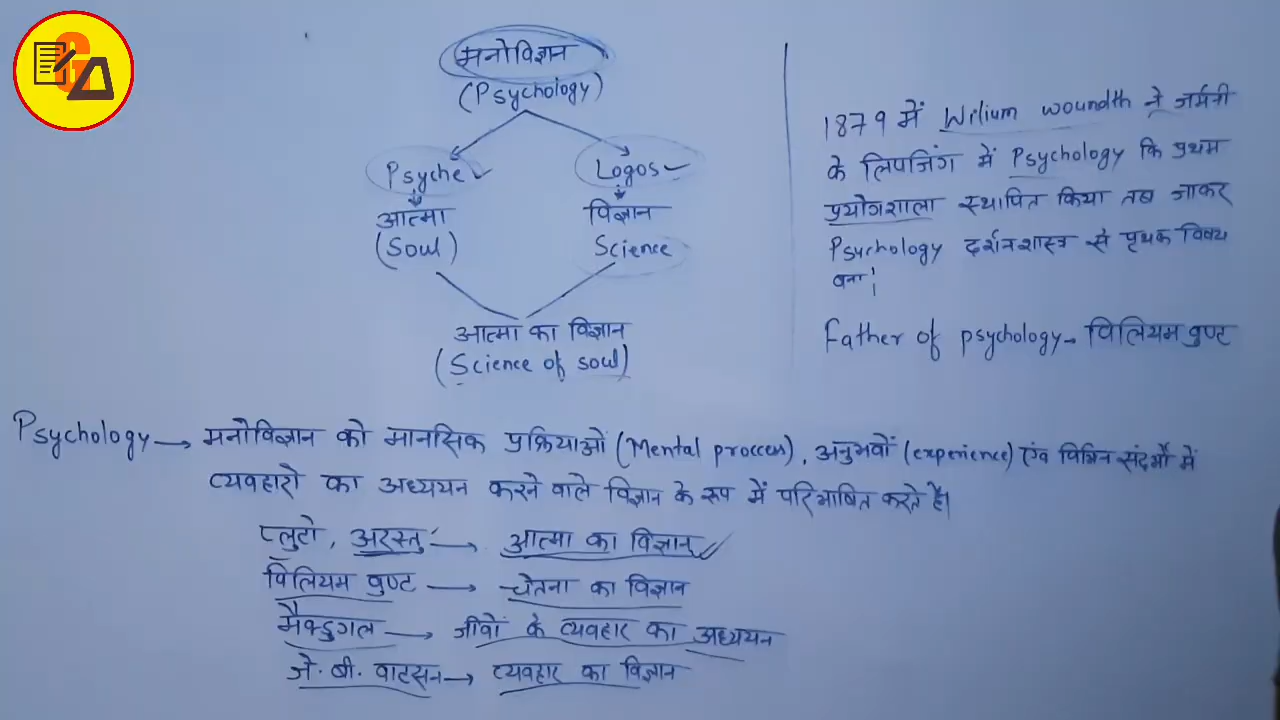 मनोविज्ञान
(Psychology)
Psyche
Logos
आत्मा
विज्ञान
(Soul)
Science
आत्मा का विज्ञान
(Science of soul)
1879 में Wilium woundth ने जर्मनी
के लिपजिंग में Psychology कि प्रथम
प्रयोगशाला स्थापित किया तब जाकर
Psychology दर्शनशास्त्र से पृथक विषय
बना!
Father of psychology → विलियम वुण्ट
Psychology → मनोविज्ञान को मानसिक प्रक्रियाओं (Mental proccess), अनुभवों (experience) एंव विभिन संदर्भों में
व्यवहारो का अध्ययन करने वाले विज्ञान के रूप में परिभाषित करते है।
प्लुटो, अरस्तु → आत्मा का विज्ञान
विलियम वुण्ट → चेतना का विज्ञान
मैक्डुगल → जीवों के व्यवहार का अध्ययन
जे. बी. वाटसन → व्यवहार का विज्ञान